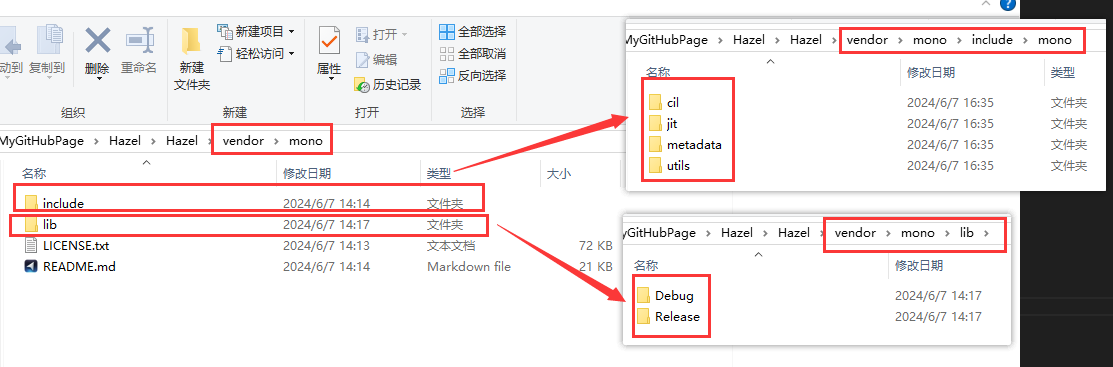 动到 复制到 删除 重命名 新建
文件夹 新建项目 轻松访问 属性 打开 编辑 历史记录 全部选择 全部取消 反向选择
组织 新建 打开 选择
MyGitHubPage > Hazel > Hazel > vendor > mono
名称 修改日期 类型 大小
include 2024/6/7 14:14 文件夹
lib 2024/6/7 14:17 文件夹
LICENSE.txt 2024/6/7 14:13 文本文档 72 KB
README.md 2024/6/7 14:14 Markdown file 21 KB
MyGitHubPage > Hazel > Hazel > vendor > mono > include > mono
名称 修改日期 类型
cil 2024/6/7 16:35 文件夹
jit 2024/6/7 16:35 文件夹
metadata 2024/6/7 16:35 文件夹
utils 2024/6/7 16:35 文件夹
yGitHubPage > Hazel > Hazel > vendor > mono > lib >
名称 修改日期
Debug 2024/6/7 14:17
Release 2024/6/7 14:17